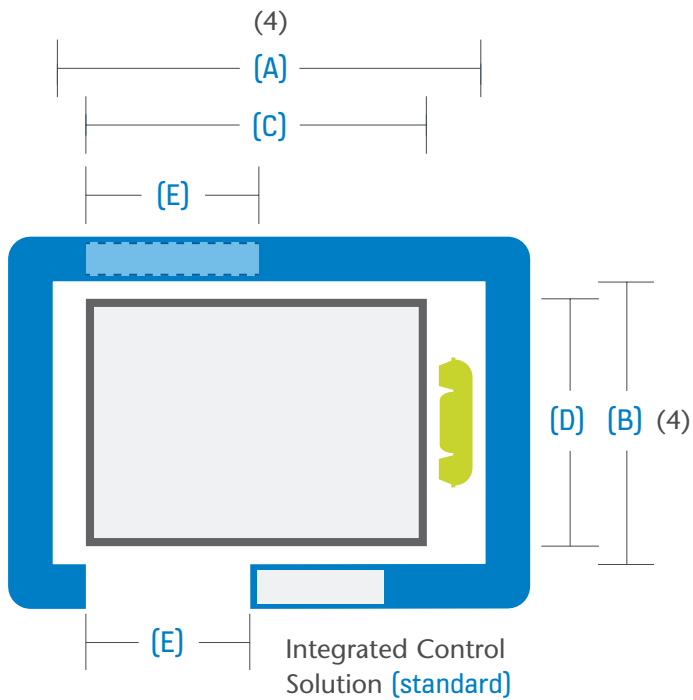 (4)
(A)
(C)
(E)
(D) (B) (4)
(E)
Integrated Control
Solution (standard)